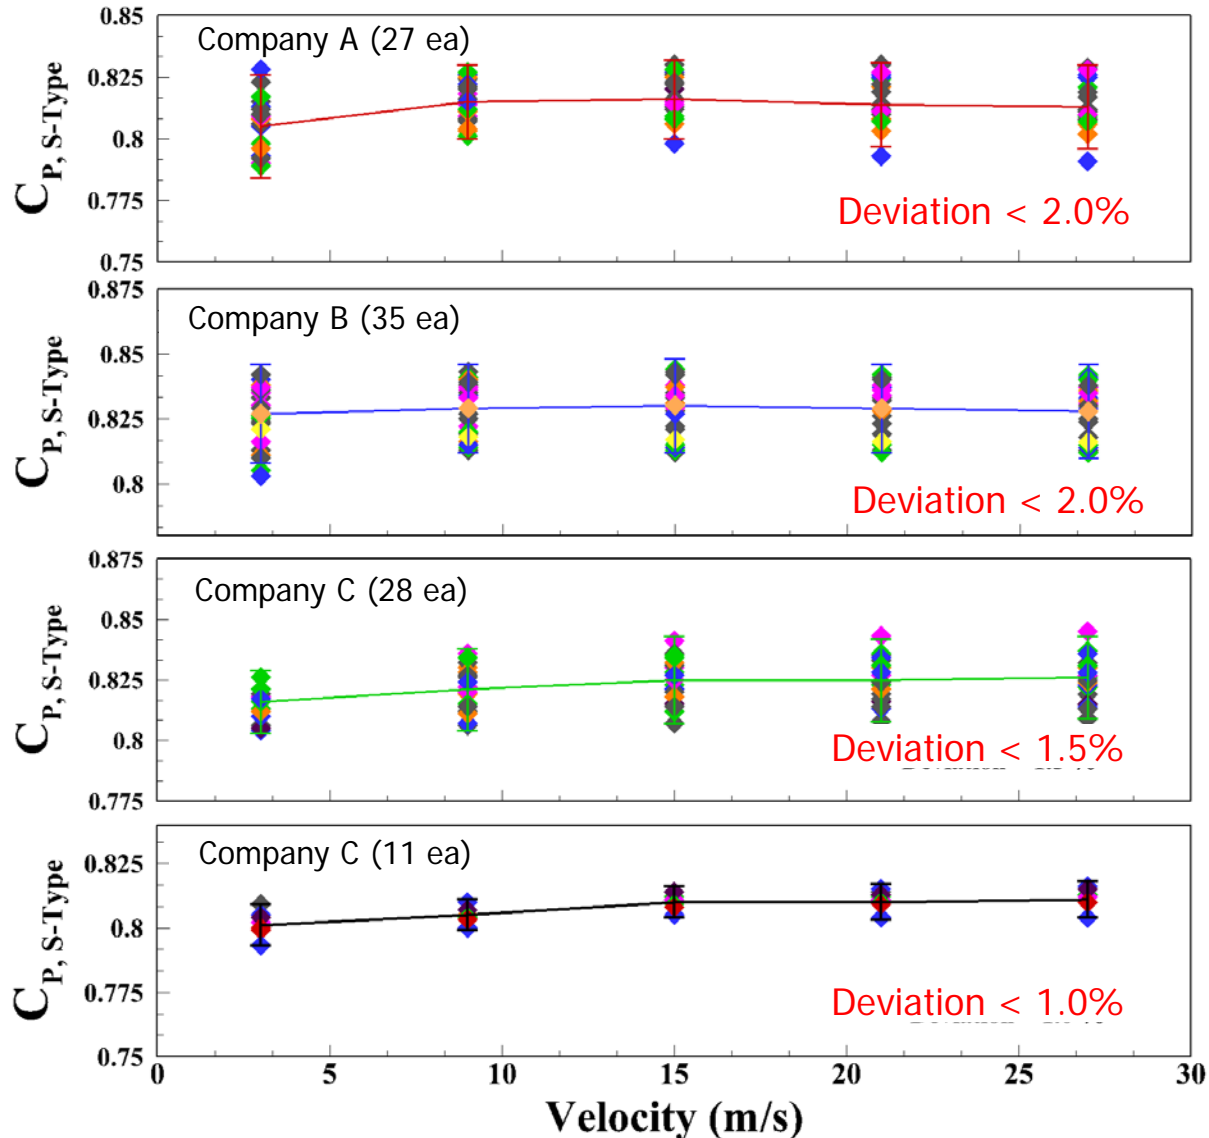 0.85
Company A (27 ea)
0.825
0.8
0.775
0.75
C_P, S-Type
Deviation < 2.0%
0.875
Company B (35 ea)
0.85
0.825
0.8
C_P, S-Type
Deviation < 2.0%
0.875
Company C (28 ea)
0.85
0.825
0.8
0.775
C_P, S-Type
Deviation < 1.5%
Company C (11 ea)
0.825
0.8
0.775
0.75
C_P, S-Type
Deviation < 1.0%
0 5 10 15 20 25 30
Velocity (m/s)